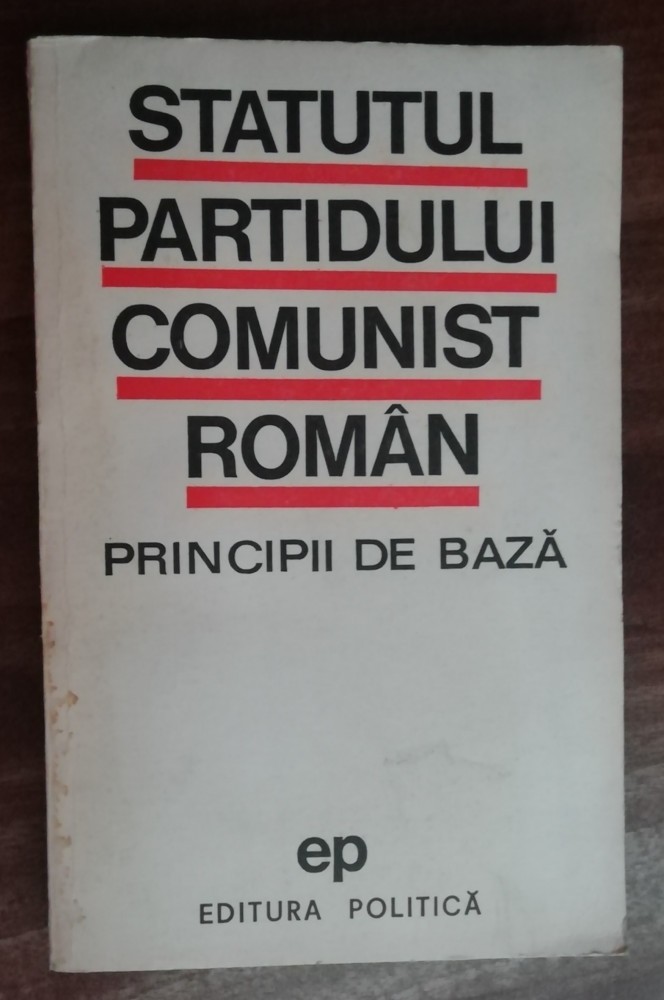 STATUTUL
PARTIDULUI
COMUNIST
ROMÂN
PRINCIPII DE BAZĂ
ep
EDITURA POLITICĂ